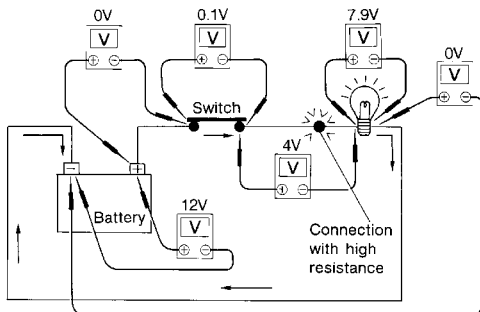 0V
V
0.1V
V
7.9V
V
0V
V
Switch
4V
V
Battery
12V
V
Connection
with high
resistance